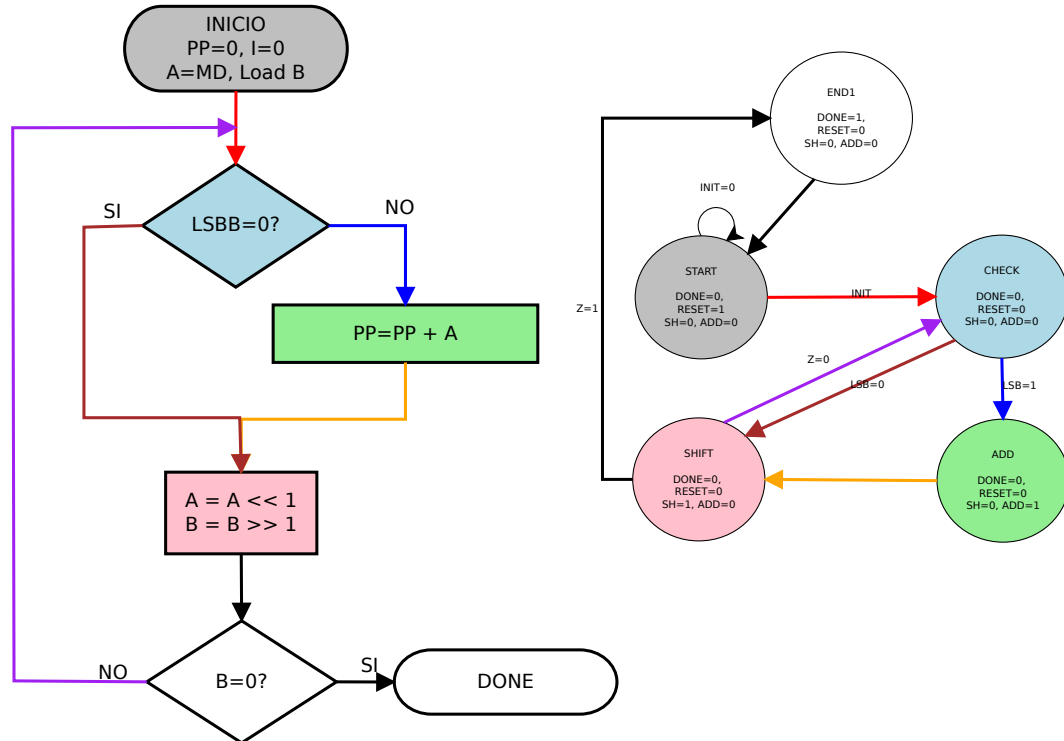 INICIO
PP=0, I=0
A=MD, Load B
LSBB=0?
SI
NO
PP=PP + A
A = A << 1
B = B >> 1
B=0?
NO
SI
DONE
END1
DONE=1,
RESET=0
SH=0, ADD=0
INIT=0
START
DONE=0,
RESET=1
SH=0, ADD=0
INIT
CHECK
DONE=0,
RESET=0
SH=0, ADD=0
Z=1
Z=0
LSB=0
LSB=1
SHIFT
DONE=0,
RESET=0
SH=1, ADD=0
ADD
DONE=0,
RESET=0
SH=0, ADD=1